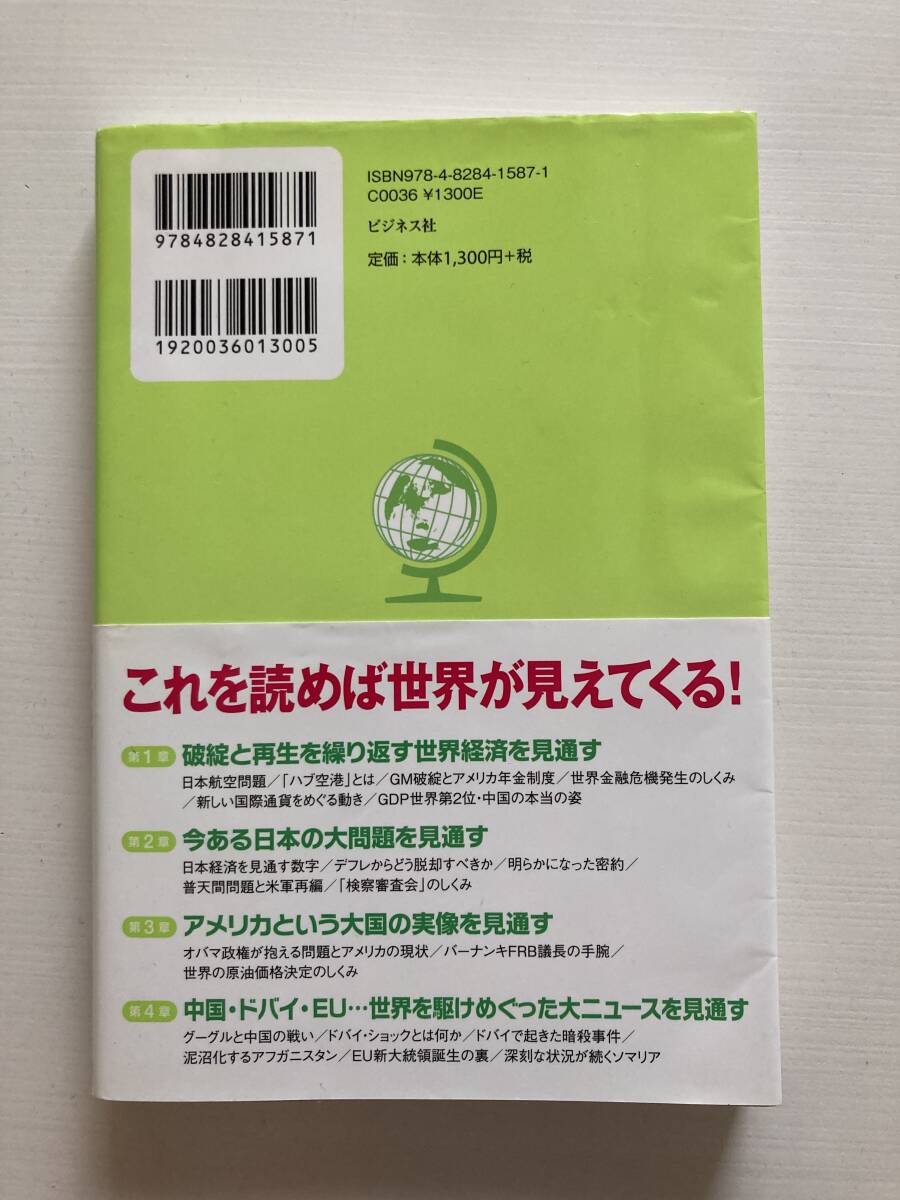 9784828415871
1920036013005
ISBN978-4-8284-1587-1
C0036 ¥1300E
ビジネス社
定価:本体1,300円+税
これを読めば世界が見えてくる!
第1章 破綻と再生を繰り返す世界経済を見通す
日本航空問題/「ハブ空港」とは/GM破綻とアメリカ年金制度/世界金融危機発生のしくみ
/新しい国際通貨をめぐる動き/GDP世界第2位・中国の本当の姿
第2章 今ある日本の大問題を見通す
日本経済を見通す数字/デフレからどう脱却すべきか/明らかになった密約/
普天間問題と米軍再編/「検察審査会」のしくみ
第3章 アメリカという大国の実像を見通す
オバマ政権が抱える問題とアメリカの現状/バーナンキFRB議長の手腕/
世界の原油価格決定のしくみ
第4章 中国・ドバイ・EU…世界を駆けめぐった大ニュースを見通す
グーグルと中国の戦い/ドバイ・ショックとは何か/ドバイで起きた暗殺事件/
泥沼化するアフガニスタン/EU新大統領誕生の裏/深刻な状況が続くソマリア